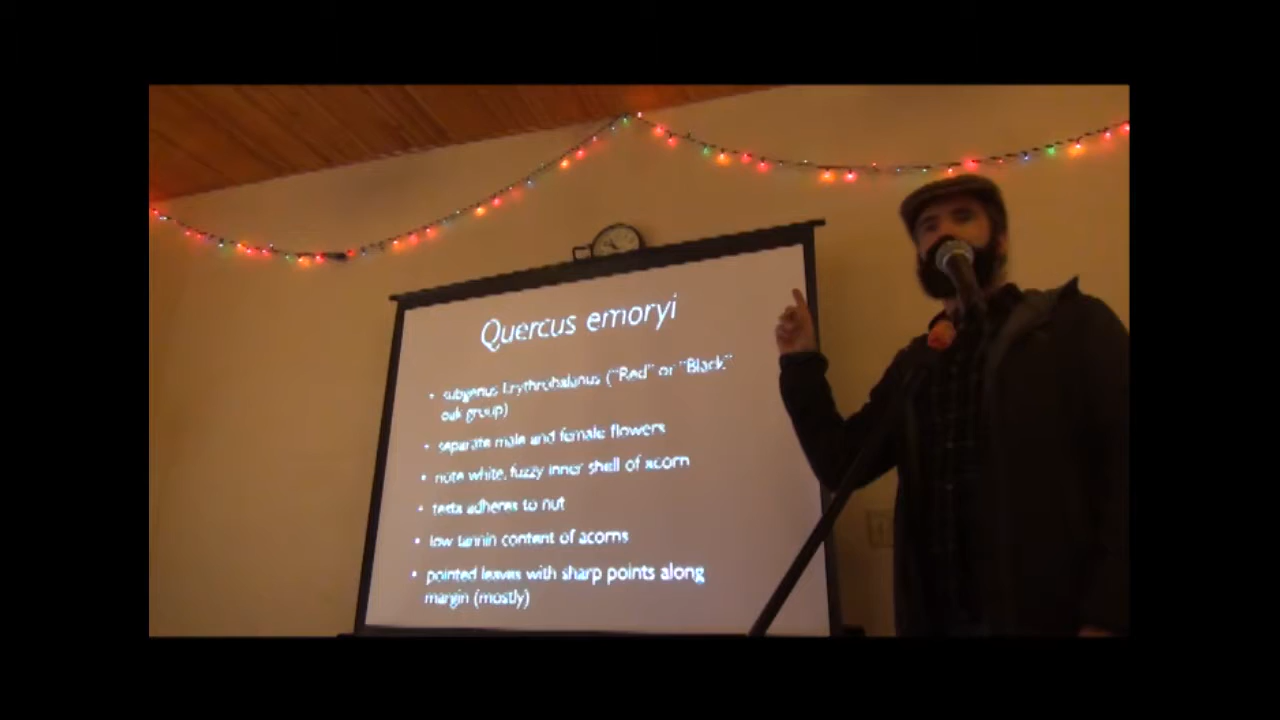 Quercus emoryi
• subgenus Erythrobalanus ("Red" or "Black"
oak group)
• separate male and female flowers
• note white, fuzzy inner shell of acorn
• testa adheres to nut
• low tannin content of acorns
• pointed leaves with sharp points along
margin (mostly)